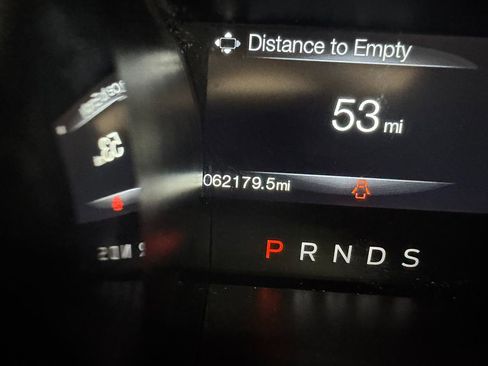 Distance to Empty
53 mi
062179.5mi
P R N D S